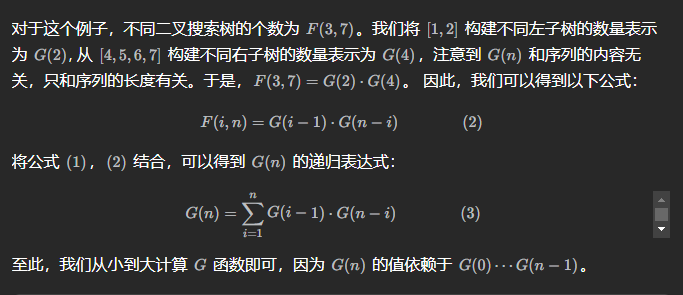 对于这个例子，不同二叉搜索树的个数为 F(3,7)。我们将 [1,2] 构建不同左子树的数量表示
为 G(2), 从 [4,5,6,7] 构建不同右子树的数量表示为 G(4)，注意到 G(n) 和序列的内容无
关，只和序列的长度有关。于是，F(3,7) = G(2) · G(4)。 因此，我们可以得到以下公式：
F(i,n) = G(i−1) · G(n−i) (2)
将公式 (1)，(2) 结合，可以得到 G(n) 的递归表达式：
G(n) = ∑_{i=1}^{n} G(i−1) · G(n−i) (3)
至此，我们从小到大计算 G 函数即可，因为 G(n) 的值依赖于 G(0)⋯G(n−1)。